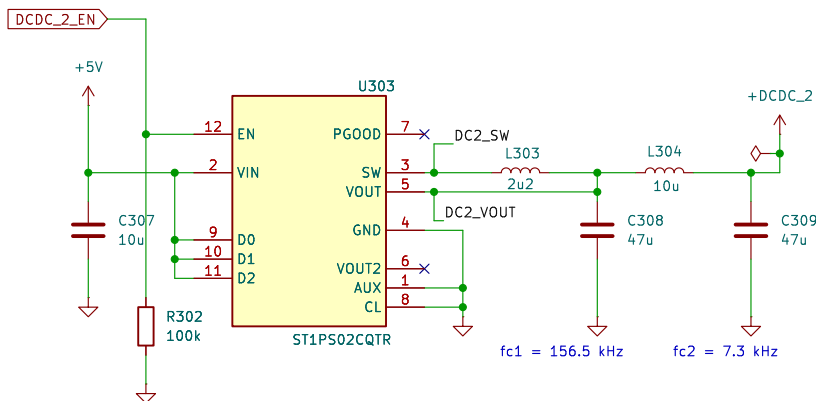 DCDC_2_EN
+5V
U303
+DCDC_2
12 EN
PGOOD 7
DC2_SW
2 VIN
SW 3
L303
2u2
L304
10u
VOUT 5
DC2_VOUT
C307
10u
GND 4
C308
47u
C309
47u
9 D0
10 D1
11 D2
VOUT2 6
AUX 1
CL 8
R302
100k
ST1PS02CQTR
fc1 = 156.5 kHz
fc2 = 7.3 kHz